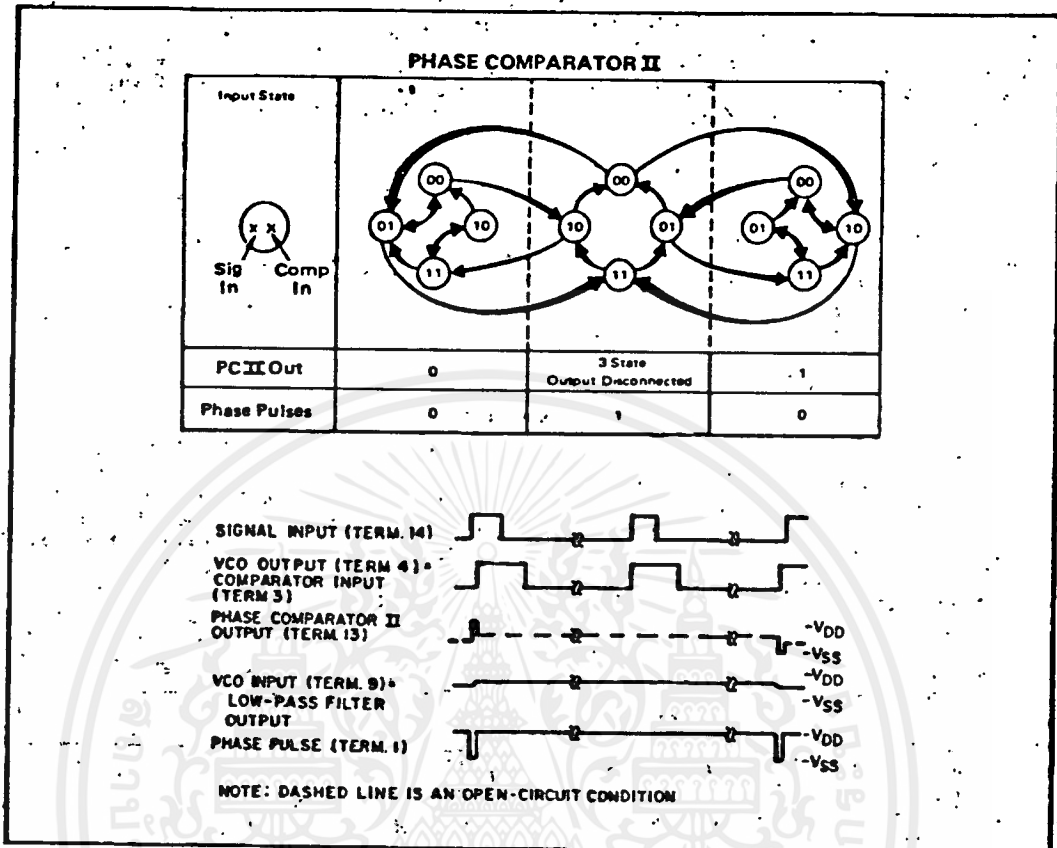 PHASE COMPARATOR II
Input State
x x
Sig In
Comp In
00
01
10
11
00
10
01
11
00
01
10
11
PC II Out
0
3 State
Output Disconnected
1
Phase Pulses
0
1
0
SIGNAL INPUT (TERM. 14)
VCO OUTPUT (TERM 4)=
COMPARATOR INPUT
(TERM 3)
PHASE COMPARATOR II
OUTPUT (TERM. 13)
-VDD
-VSS
VCO INPUT (TERM. 9)=
LOW-PASS FILTER
OUTPUT
-VDD
-VSS
PHASE PULSE (TERM. 1)
-VDD
-VSS
NOTE: DASHED LINE IS AN OPEN-CIRCUIT CONDITION